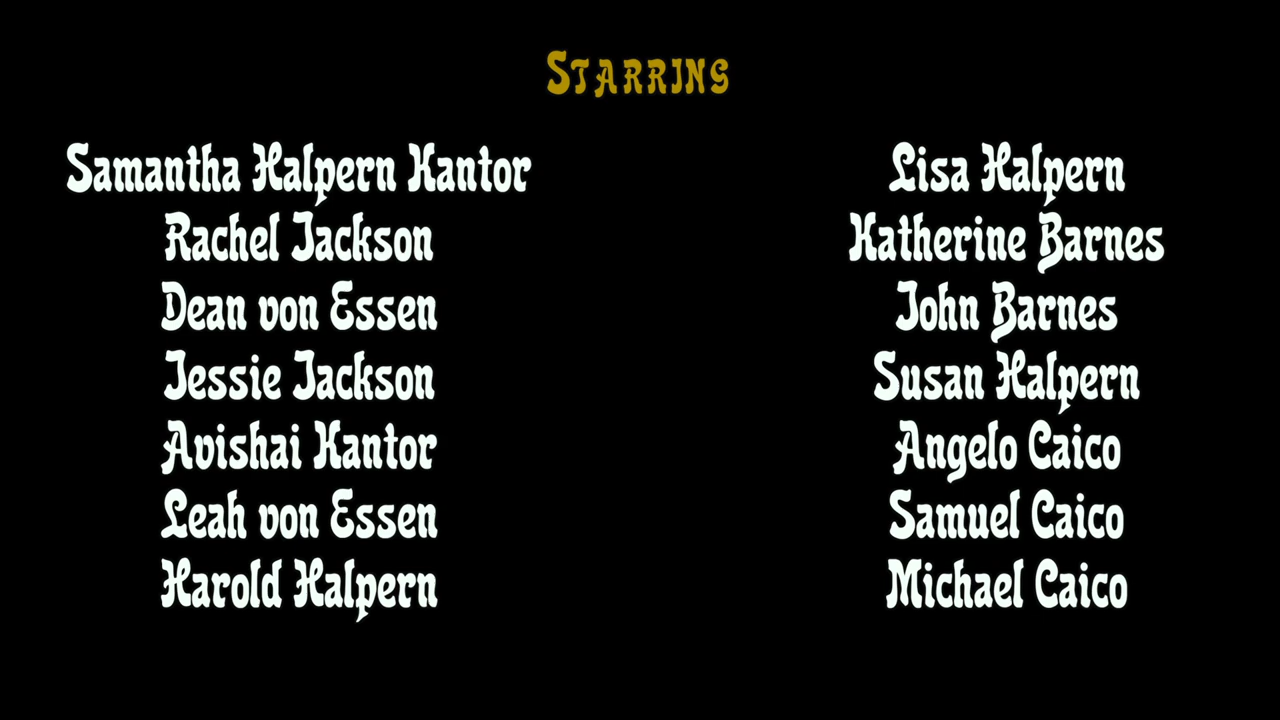 Starring
Samantha Halpern Kantor
Rachel Jackson
Dean von Essen
Jessie Jackson
Avishai Kantor
Leah von Essen
Harold Halpern
Lisa Halpern
Katherine Barnes
John Barnes
Susan Halpern
Angelo Caico
Samuel Caico
Michael Caico